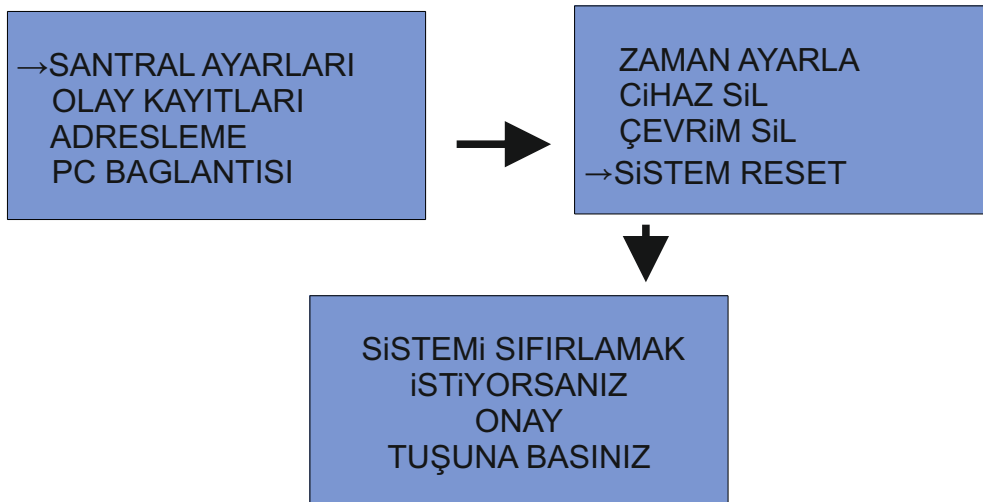 →SANTRAL AYARLARI
OLAY KAYITLARI
ADRESLEME
PC BAGLANTISI
ZAMAN AYARLA
CiHAZ SiL
ÇEVRiM SiL
→SiSTEM RESET
SiSTEMi SIFIRLAMAK
iSTiYORSANIZ
ONAY
TUŞUNA BASINIZ